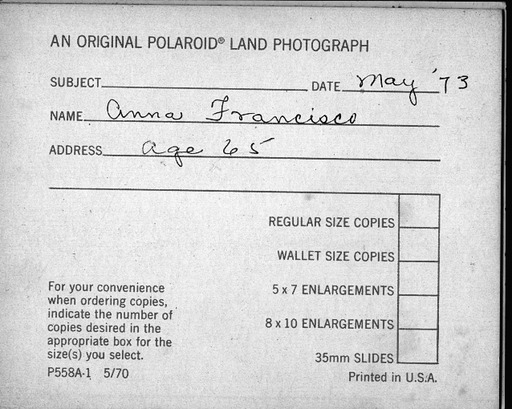 AN ORIGINAL POLAROID® LAND PHOTOGRAPH
SUBJECT DATE May '73
NAME Anna Francisco
ADDRESS age 65
REGULAR SIZE COPIES
WALLET SIZE COPIES
5 x 7 ENLARGEMENTS
8 x 10 ENLARGEMENTS
35mm SLIDES
For your convenience
when ordering copies,
indicate the number of
copies desired in the
appropriate box for the
size(s) you select.
P558A-1 5/70
Printed in U.S.A.